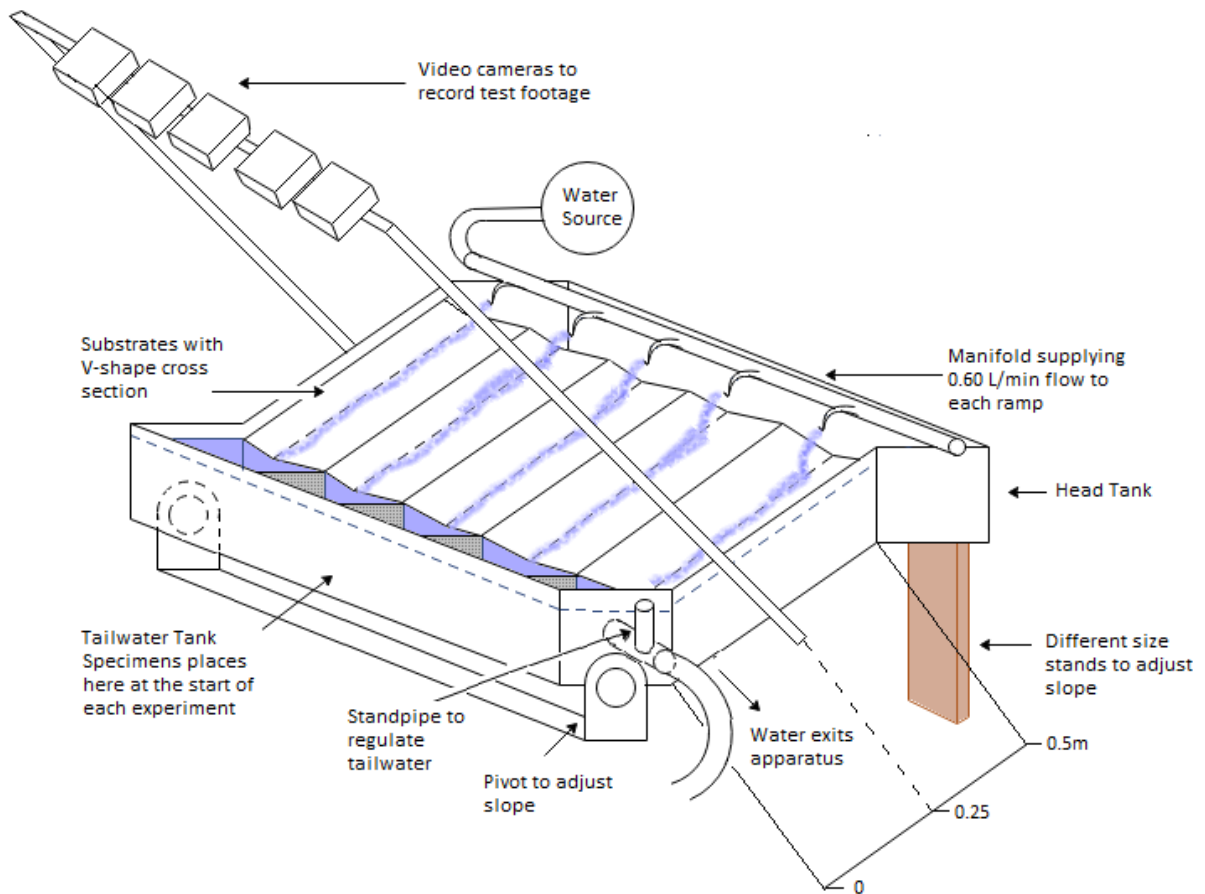 Video cameras to
record test footage
Water
Source
Substrates with
V-shape cross
section
Manifold supplying
0.60 L/min flow to
each ramp
Head Tank
Tailwater Tank
Specimens places
here at the start of
each experiment
Standpipe to
regulate
tailwater
Pivot to adjust
slope
Water exits
apparatus
Different size
stands to adjust
slope
0.5m
0.25
0